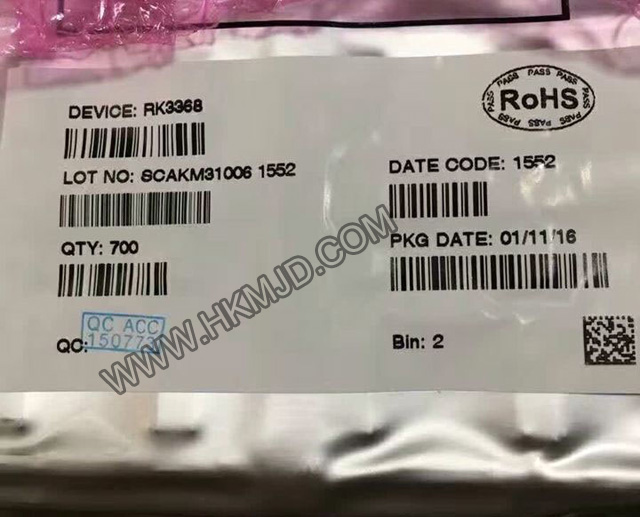 DEVICE: RK3368
LOT NO: SCAKM31006 1552
QTY: 700
QC:
QC ACC
150773
PASS PASS PASS PASS PASS PASS PASS PASS
RoHS
DATE CODE: 1552
PKG DATE: 01/11/16
Bin: 2
WWW.HKMJD.COM